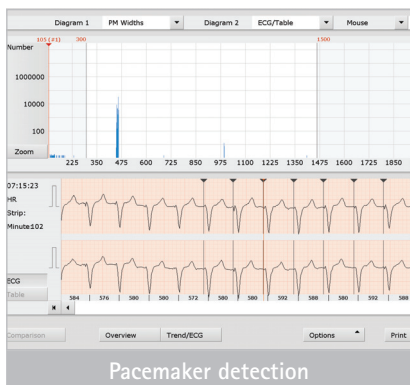 Diagram 1 PM Widths Diagram 2 ECG/Table Mouse
105 (#1) 300 1500
Number
1000000
10000
100
Zoom
225 350 475 600 725 850 975 1100 1225 1350 1475 1600 1725 1850
07:15:23
HR
Strip:
Minute:102
ECG
Table
584 576 580 580 572 580 580 592 588 580 592 588
Comparison Overview Trend/ECG Options Print
Pacemaker detection